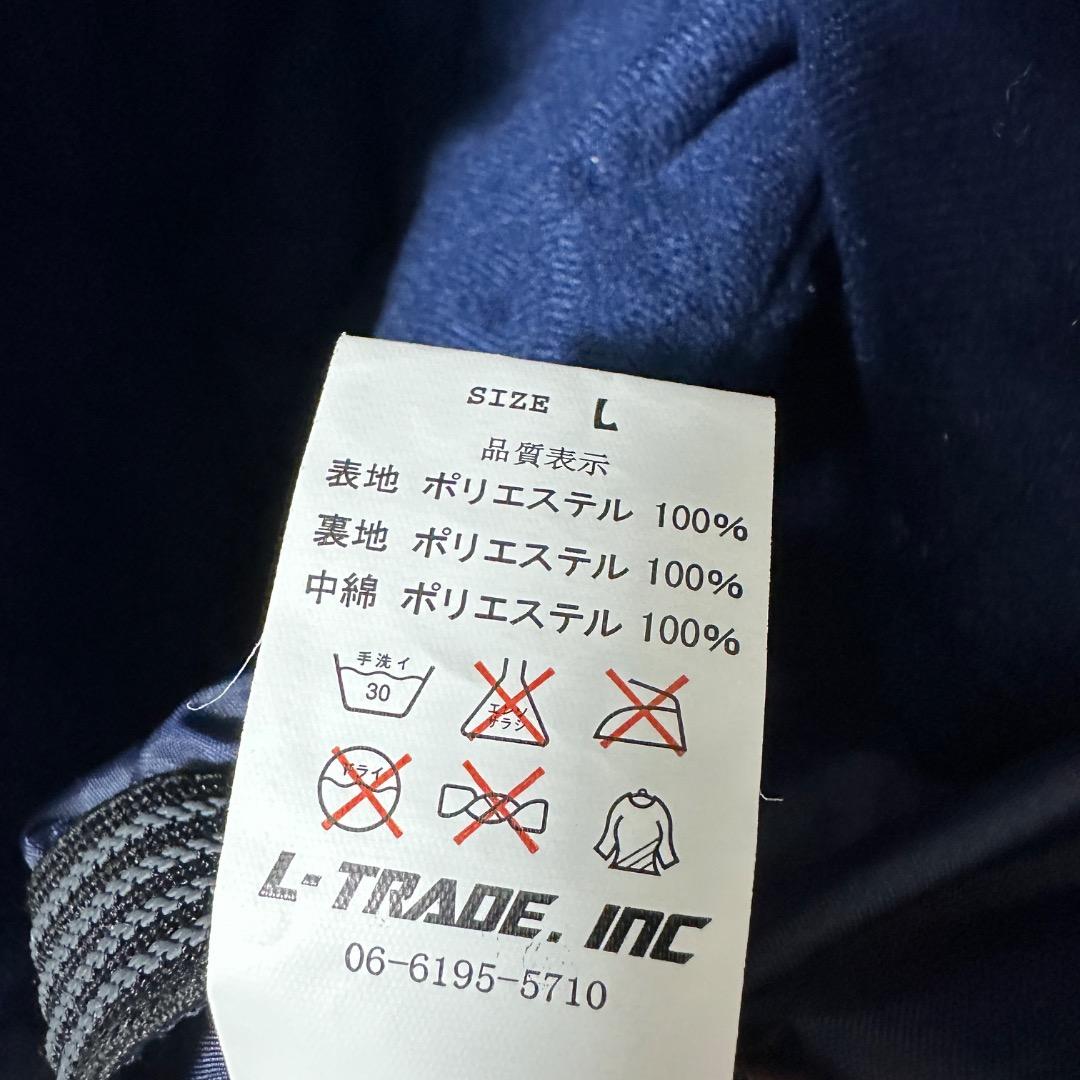 SIZE L
品質表示
表地 ポリエステル 100%
裏地 ポリエステル 100%
中綿 ポリエステル 100%
手洗イ
30
エンソ
サラシ
ドライ
L-TRADE. INC
06-6195-5710